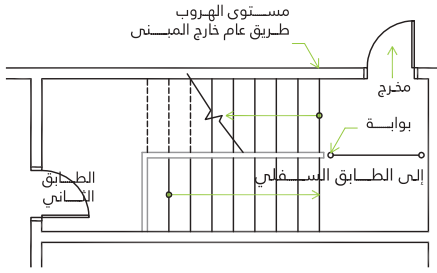 مستوى الهروب
طريق عام خارج المبنى
مخرج
بوابة
إلى الطابق السفلي
الطابق
الثاني